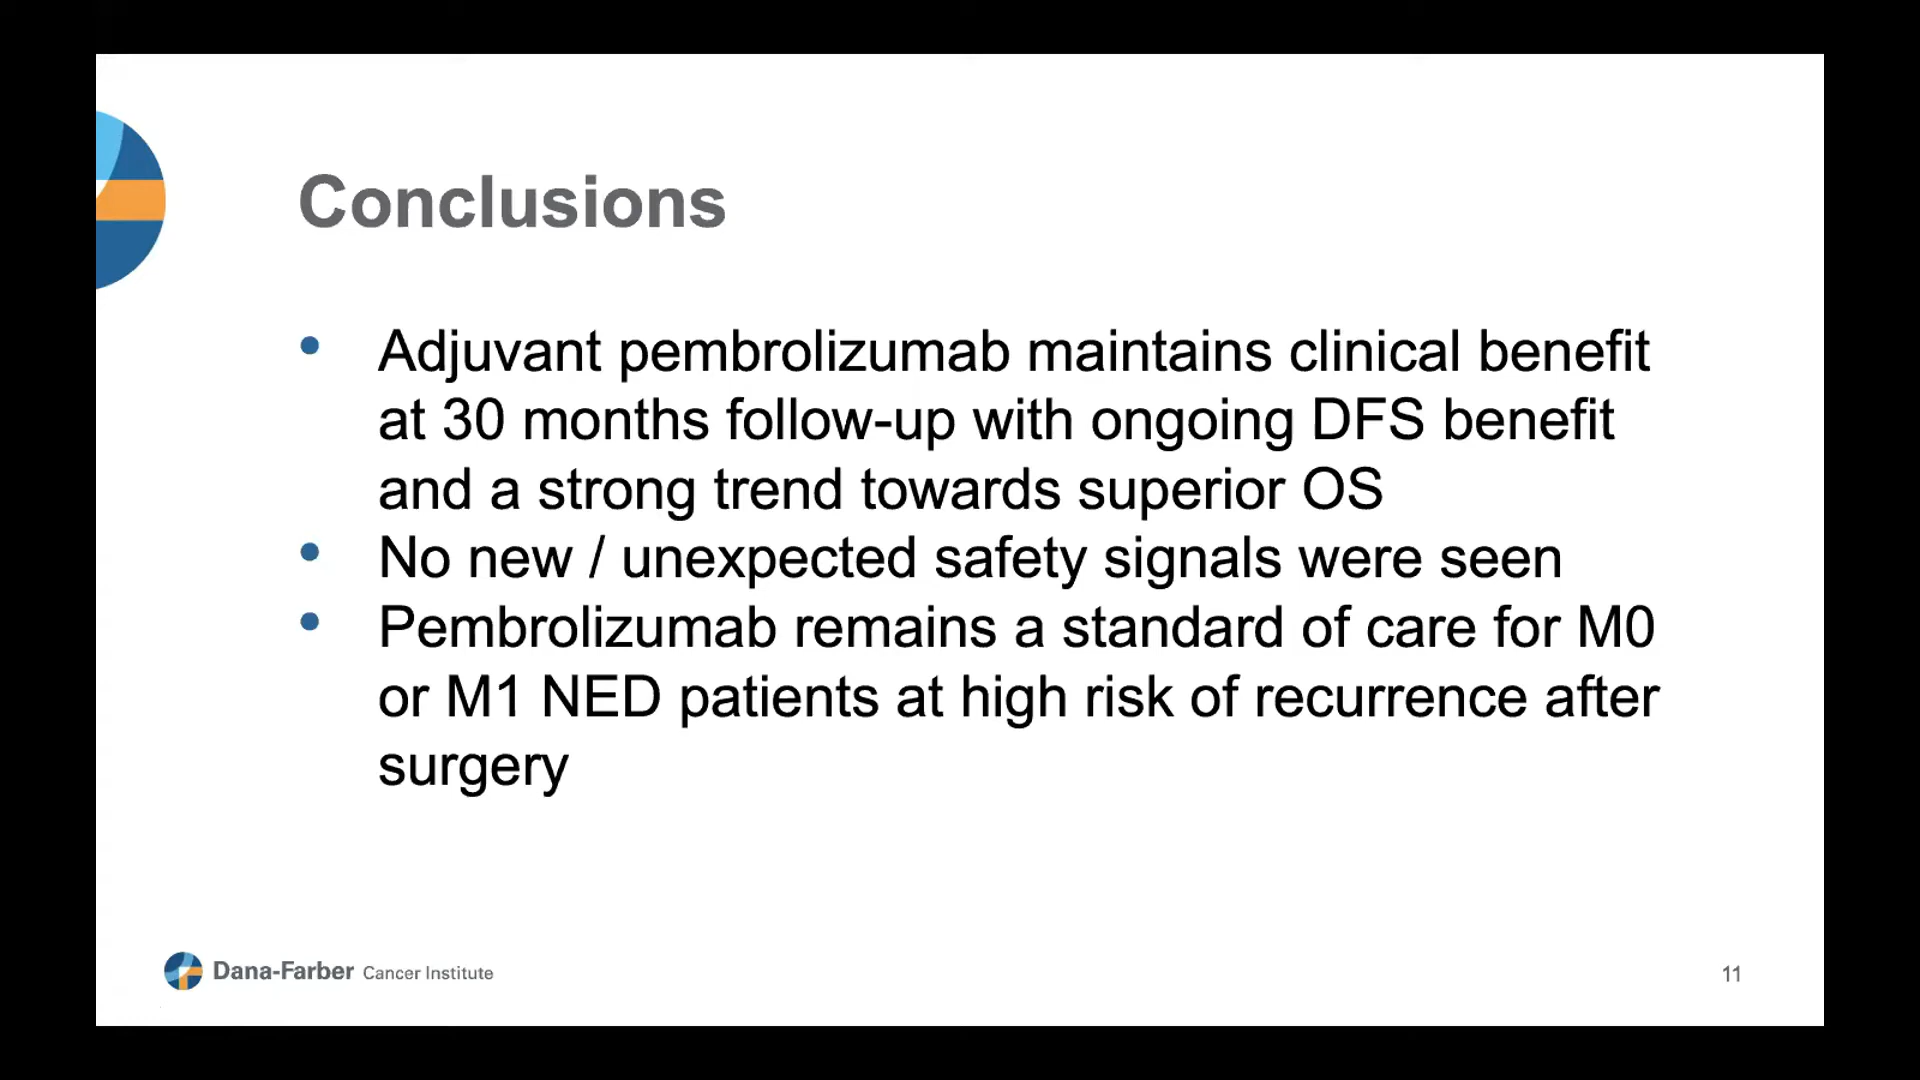 Conclusions
• Adjuvant pembrolizumab maintains clinical benefit
at 30 months follow-up with ongoing DFS benefit
and a strong trend towards superior OS
• No new / unexpected safety signals were seen
• Pembrolizumab remains a standard of care for M0
or M1 NED patients at high risk of recurrence after
surgery
Dana-Farber Cancer Institute
11